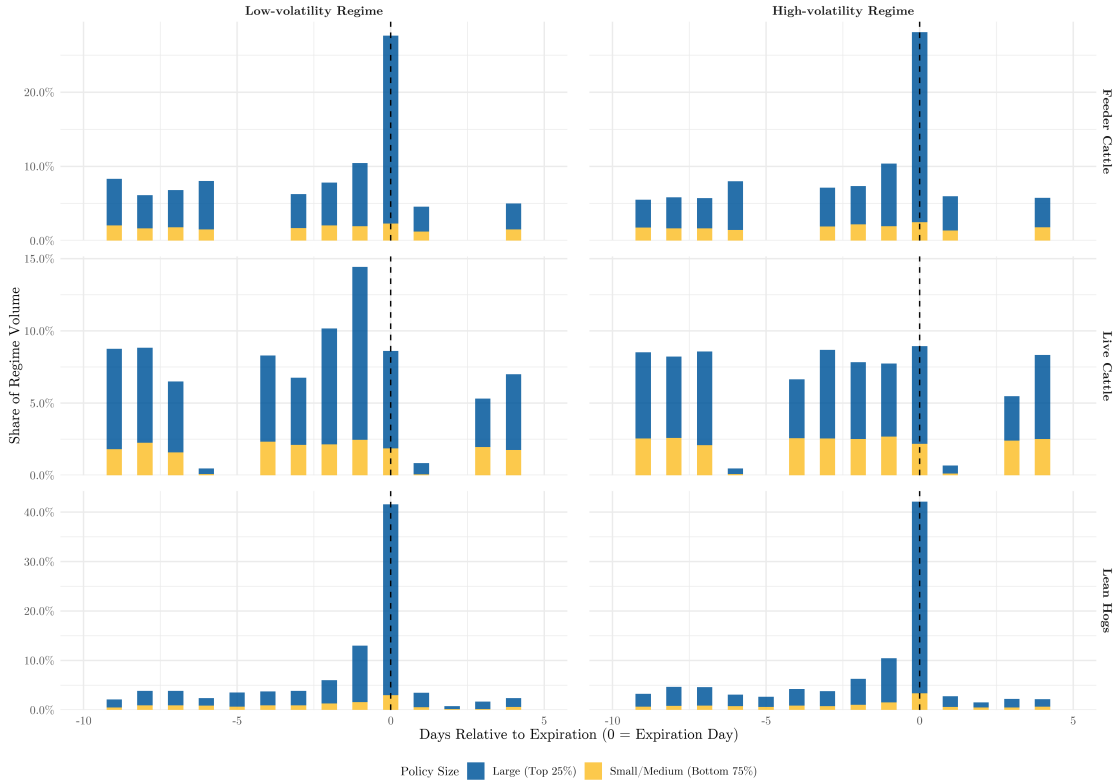 Low-volatility Regime
High-volatility Regime
Share of Regime Volume
20.0%
10.0%
0.0%
Feeder Cattle
15.0%
10.0%
5.0%
0.0%
Live Cattle
40.0%
30.0%
20.0%
10.0%
0.0%
Lean Hogs
-10 -5 0 5
-10 -5 0 5
Days Relative to Expiration (0 = Expiration Day)
Policy Size Large (Top 25%) Small/Medium (Bottom 75%)